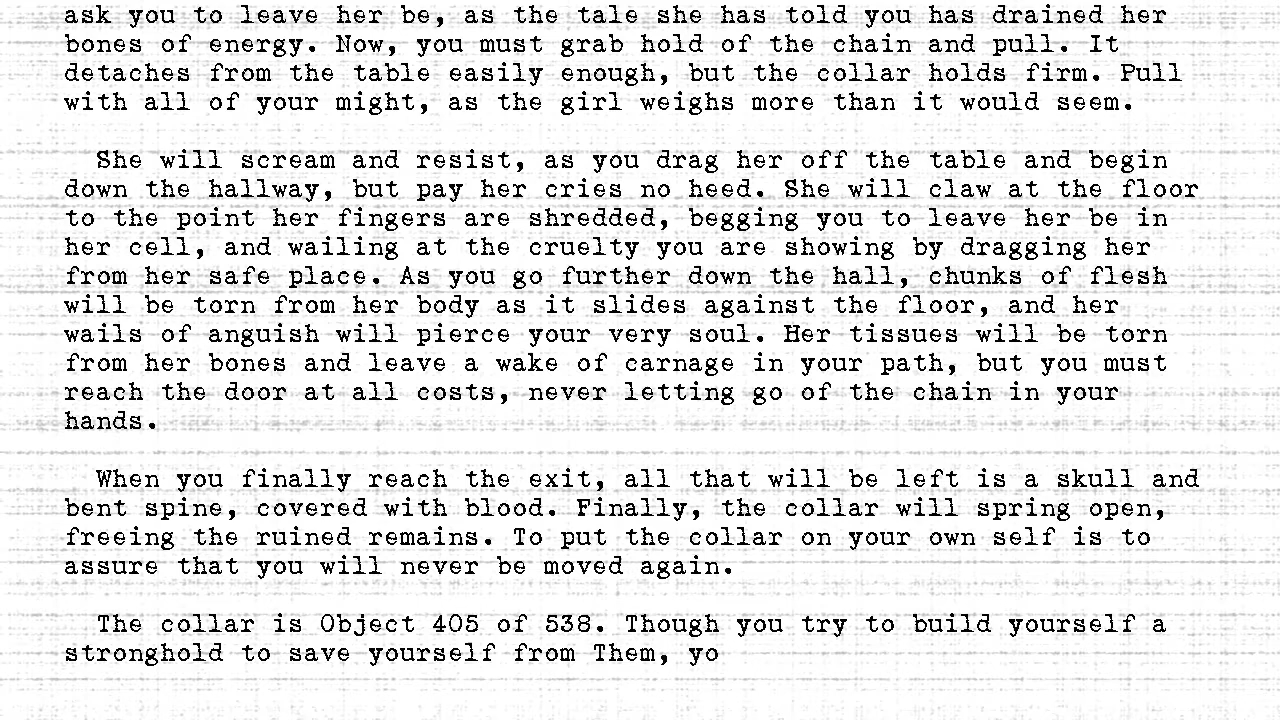 ask you to leave her be, as the tale she has told you has drained her
bones of energy. Now, you must grab hold of the chain and pull. It
detaches from the table easily enough, but the collar holds firm. Pull
with all of your might, as the girl weighs more than it would seem.
She will scream and resist, as you drag her off the table and begin
down the hallway, but pay her cries no heed. She will claw at the floor
to the point her fingers are shredded, begging you to leave her be in
her cell, and wailing at the cruelty you are showing by dragging her
from her safe place. As you go further down the hall, chunks of flesh
will be torn from her body as it slides against the floor, and her
wails of anguish will pierce your very soul. Her tissues will be torn
from her bones and leave a wake of carnage in your path, but you must
reach the door at all costs, never letting go of the chain in your
hands.
When you finally reach the exit, all that will be left is a skull and
bent spine, covered with blood. Finally, the collar will spring open,
freeing the ruined remains. To put the collar on your own self is to
assure that you will never be moved again.
The collar is Object 405 of 538. Though you try to build yourself a
stronghold to save yourself from Them, yo